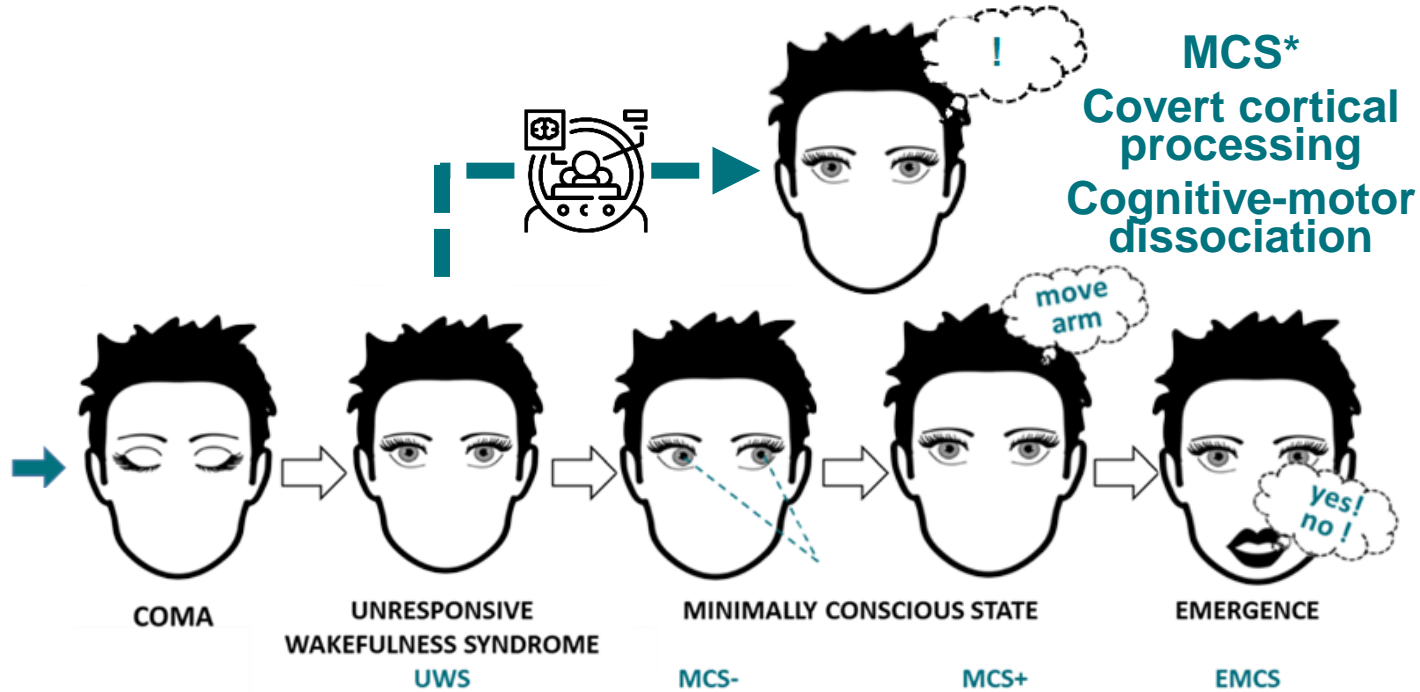 !
MCS*
Covert cortical
processing
Cognitive-motor
dissociation
move
arm
yes!
no !
COMA
UNRESPONSIVE
WAKEFULNESS SYNDROME
MINIMALLY CONSCIOUS STATE
EMERGENCE
UWS
MCS-
MCS+
EMCS